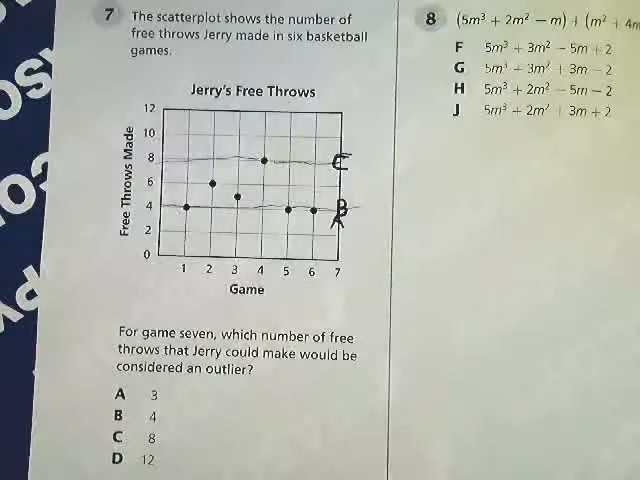 7 The scatterplot shows the number of
free throws Jerry made in six basketball
games.
Jerry's Free Throws
12
10
8
6
4
2
0
Free Throws Made
1 2 3 4 5 6 7
Game
C
B
A
For game seven, which number of free
throws that Jerry could make would be
considered an outlier?
A 3
B 4
C 8
D 12
8 (5m³ + 2m² − m) + (m² + 4m
F 5m³ + 3m² − 5m + 2
G 5m³ + 3m² + 3m − 2
H 5m³ + 2m² − 5m − 2
J 5m³ + 2m² + 3m + 2